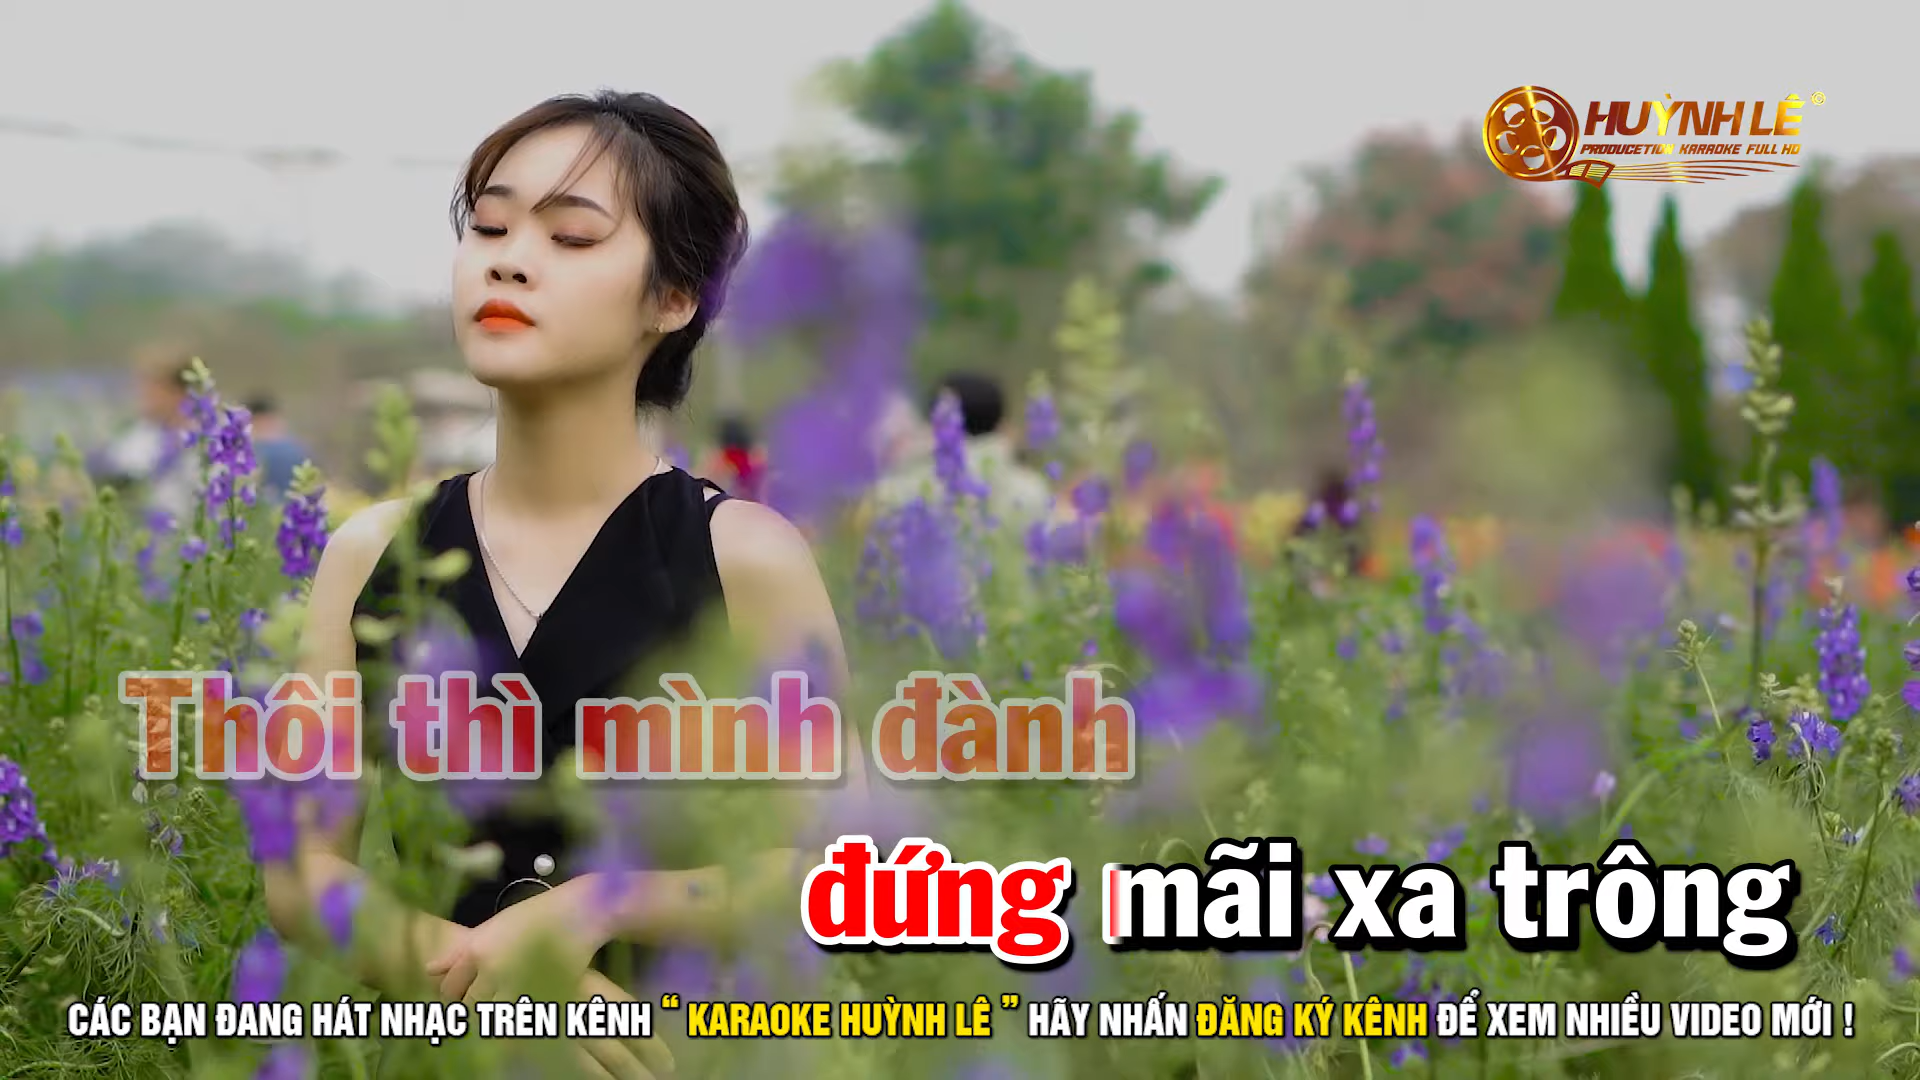 HUỲNH LÊ
PRODUCETION KARAOKE FULL HD
Thôi thì mình đành
đứng mãi xa trông
CÁC BẠN ĐANG HÁT NHẠC TRÊN KÊNH “ KARAOKE HUỲNH LÊ ” HÃY NHẤN ĐĂNG KÝ KÊNH ĐỂ XEM NHIỀU VIDEO MỚI !